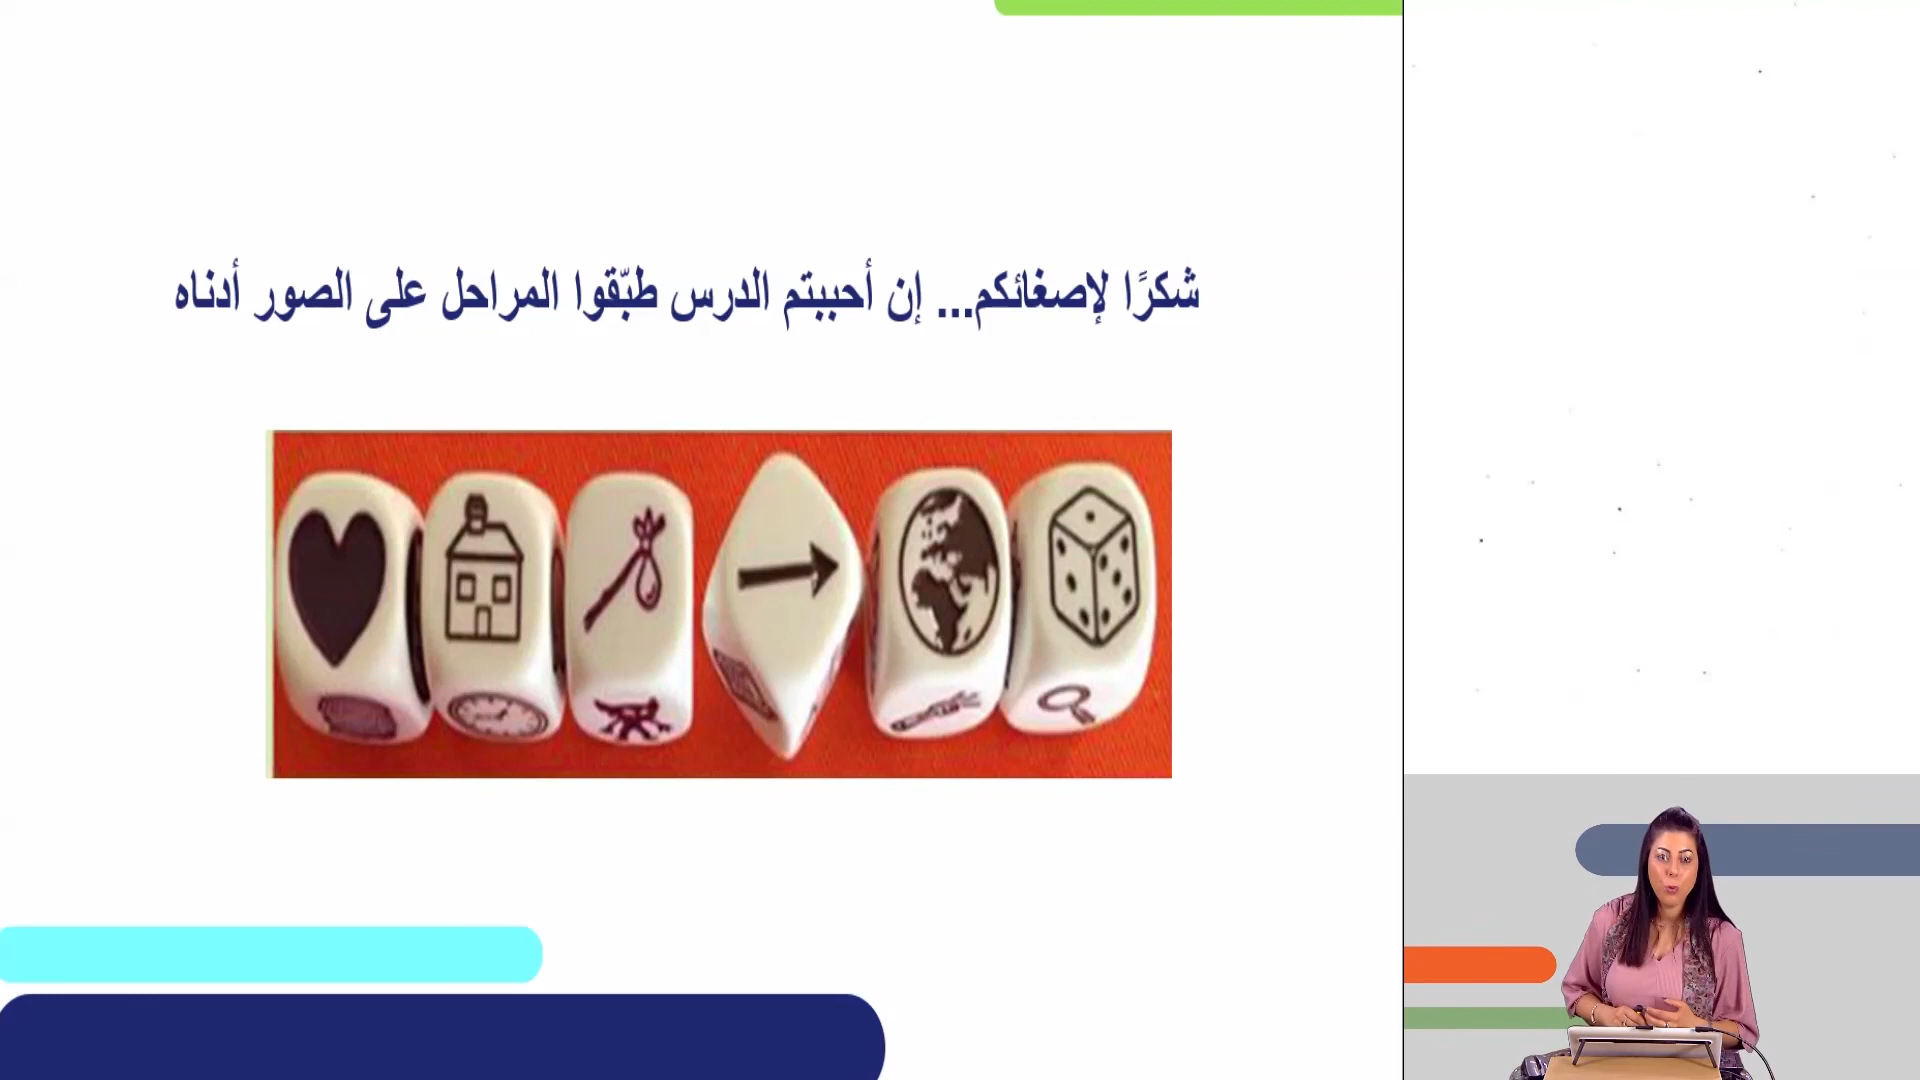 شكرًا لإصغائكم... إن أحببتم الدرس طبّقوا المراحل على الصور أدناه